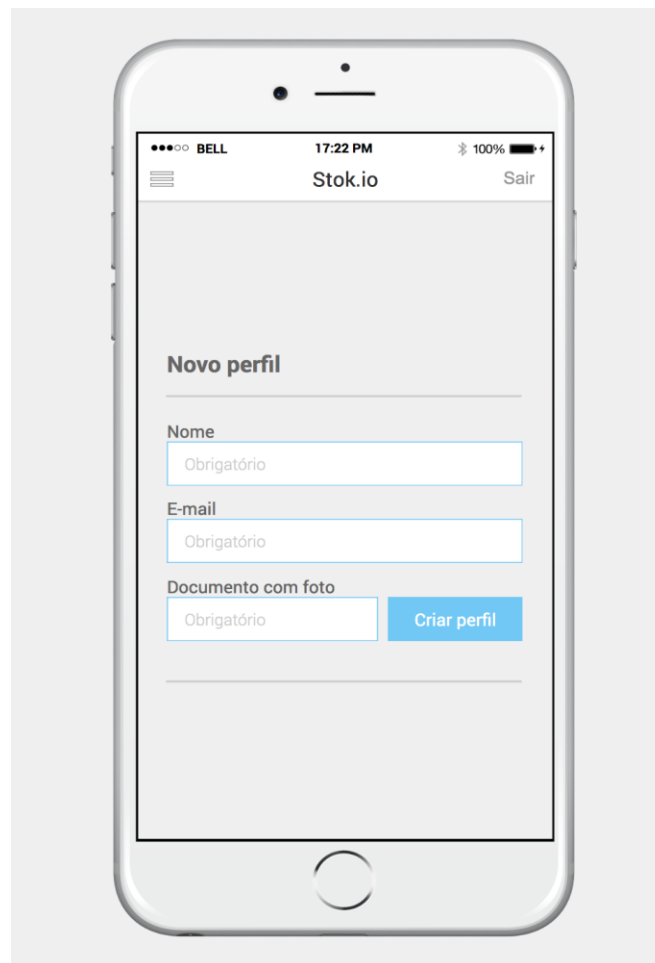 BELL 17:22 PM 100%
Stok.io Sair
Novo perfil
Nome
Obrigatório
E-mail
Obrigatório
Documento com foto
Obrigatório Criar perfil